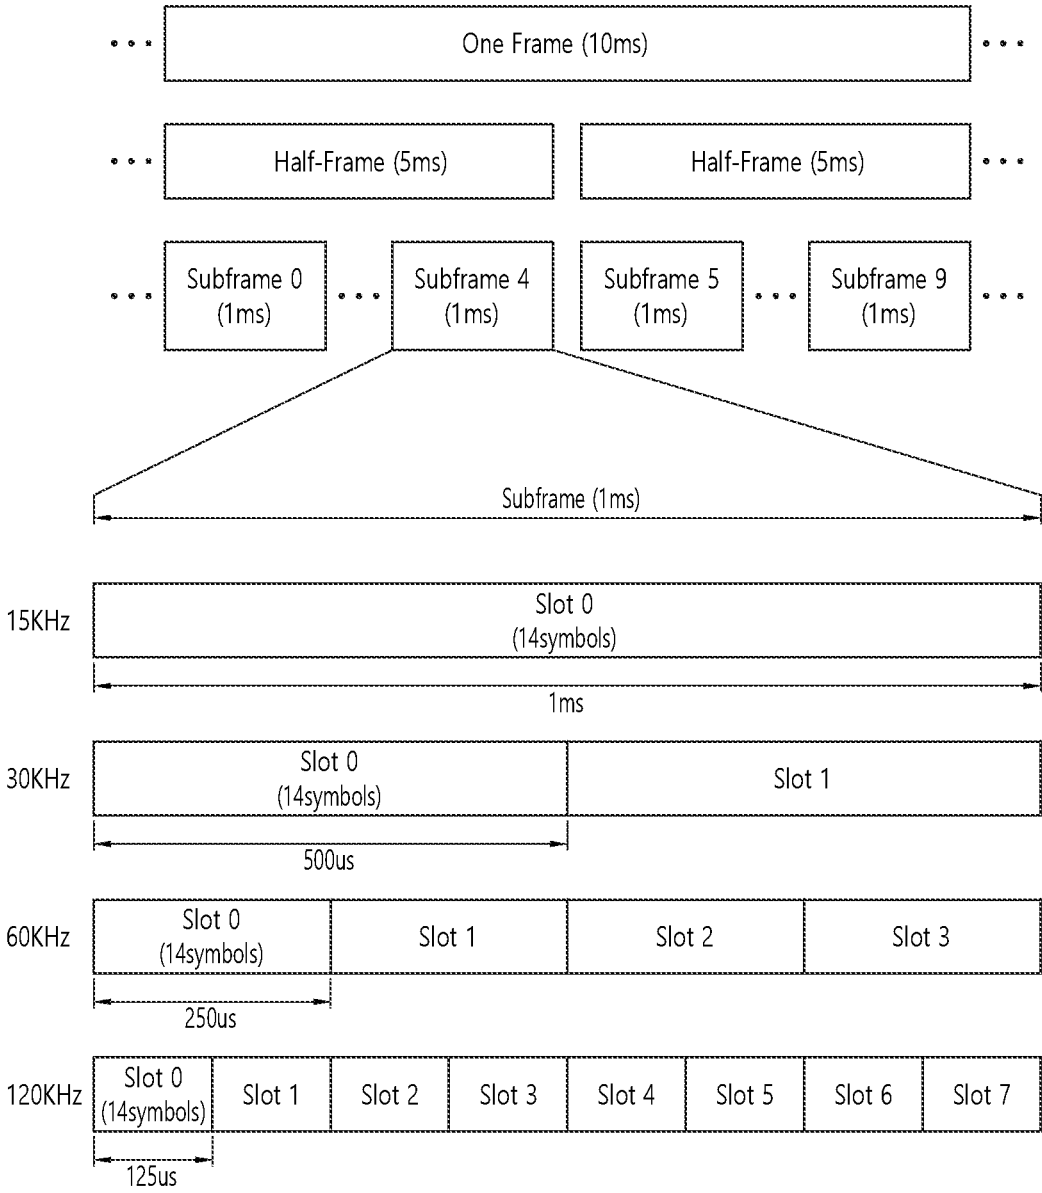 One Frame (10ms)
Half-Frame (5ms)
Half-Frame (5ms)
Subframe 0
(1ms)
Subframe 4
(1ms)
Subframe 5
(1ms)
Subframe 9
(1ms)
Subframe (1ms)
15KHz
Slot 0
(14symbols)
1ms
30KHz
Slot 0
(14symbols)
Slot 1
500us
60KHz
Slot 0
(14symbols)
Slot 1
Slot 2
Slot 3
250us
120KHz
Slot 0
(14symbols)
Slot 1
Slot 2
Slot 3
Slot 4
Slot 5
Slot 6
Slot 7
125us